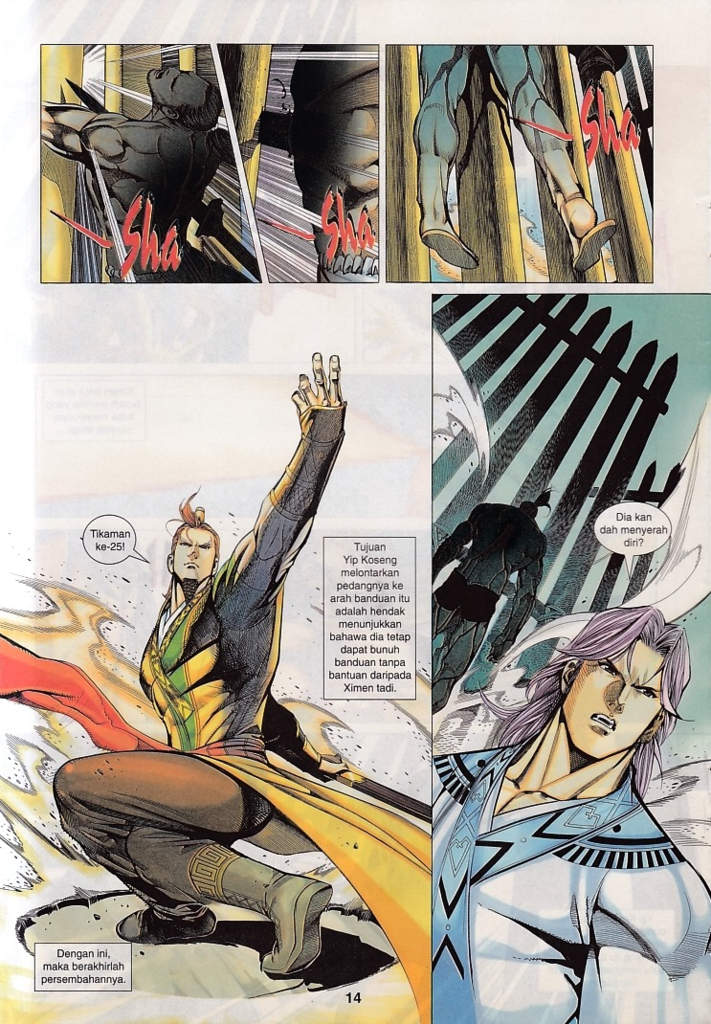 Sha
Sha
Sha
Tikaman
ke-25!
Tujuan
Yip Koseng
melontarkan
pedangnya ke
arah banduan itu
adalah hendak
menunjukkan
bahawa dia tetap
dapat bunuh
banduan tanpa
bantuan daripada
Ximen tadi.
Dia kan
dah menyerah
diri?
Dengan ini,
maka berakhirlah
persembahannya.
14